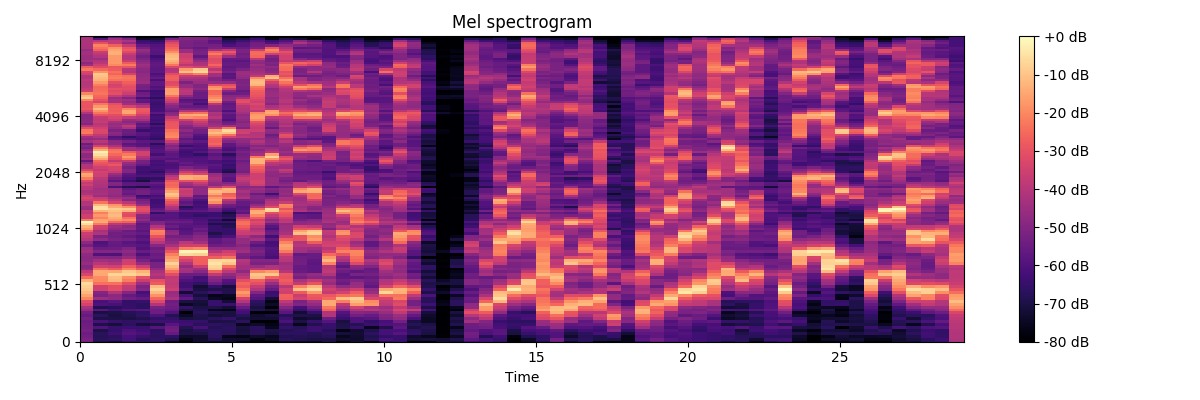 Mel spectrogram
+0 dB
8192
-10 dB
4096
-20 dB
-30 dB
2048
-40 dB
Hz
1024
-50 dB
-60 dB
512
-70 dB
0
-80 dB
0 5 10 15 20 25
Time